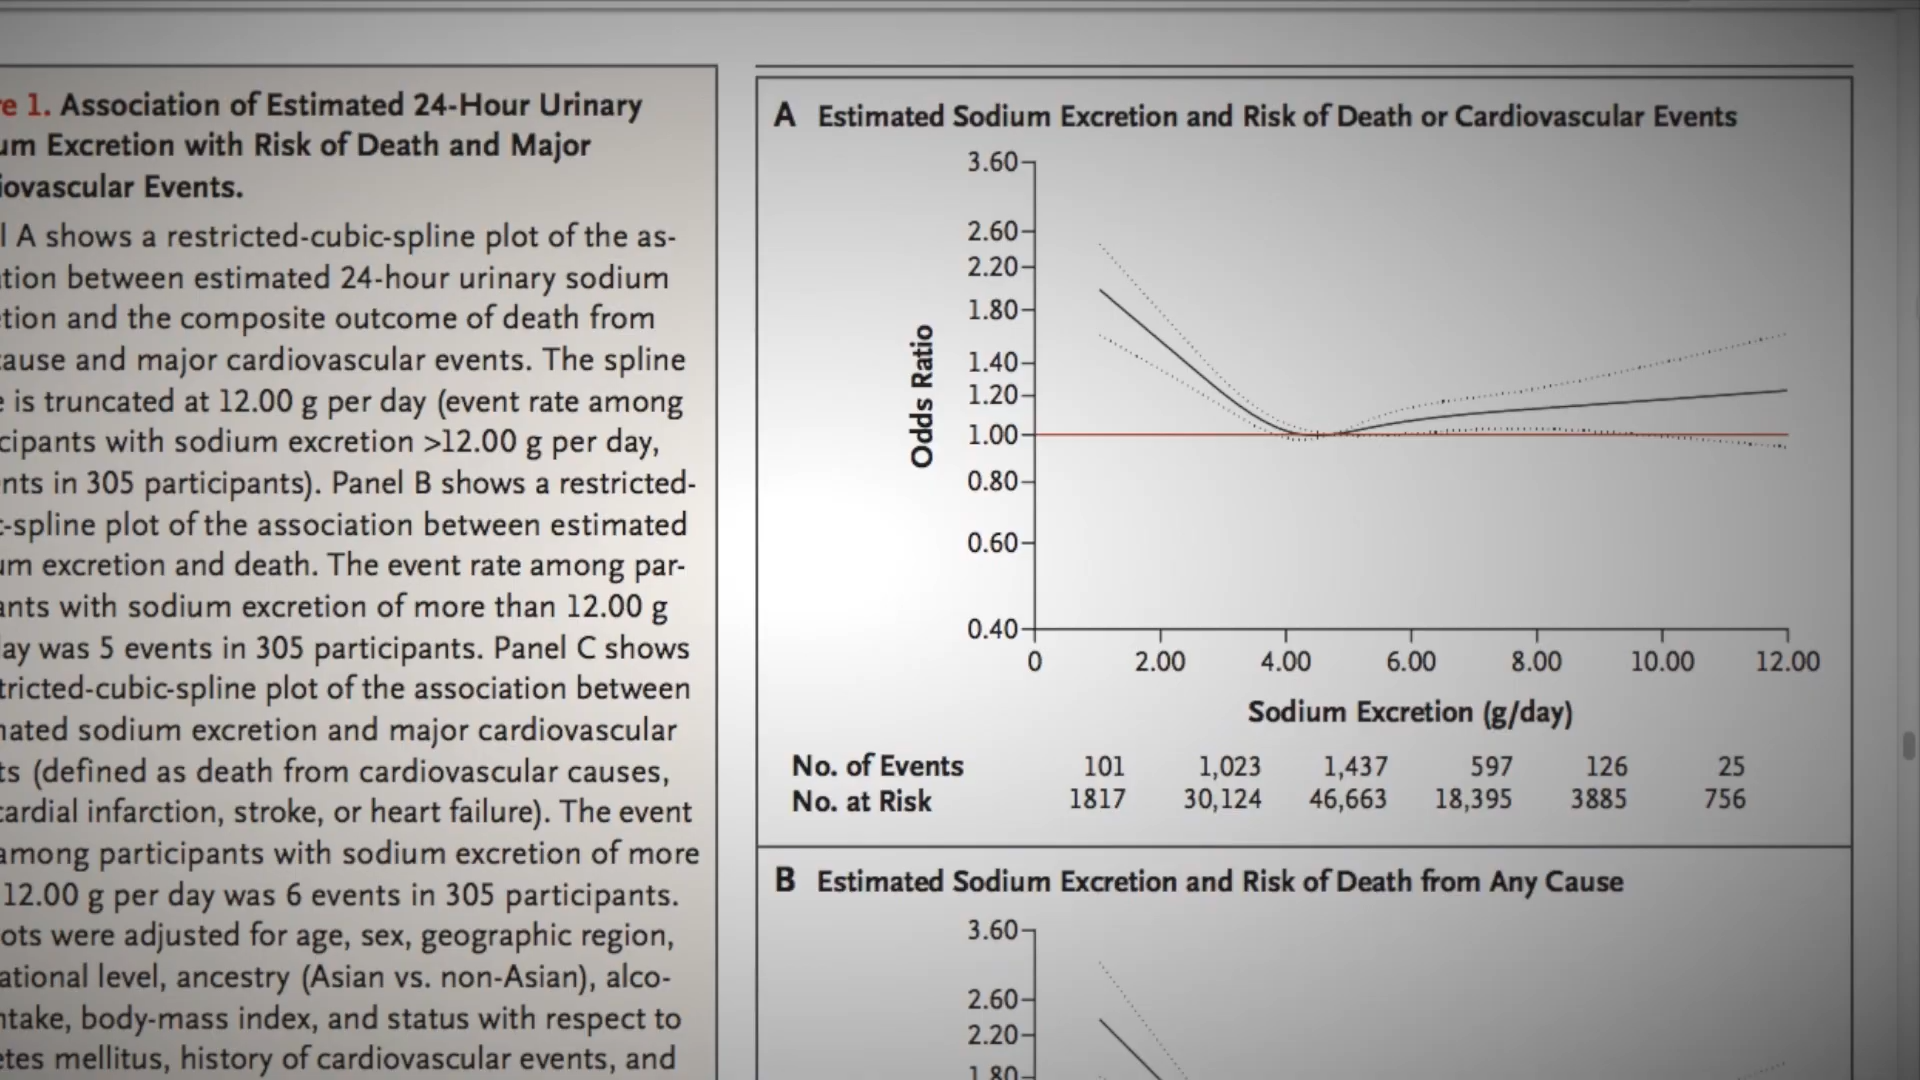 re 1. Association of Estimated 24-Hour Urinary
um Excretion with Risk of Death and Major
iovascular Events.
l A shows a restricted-cubic-spline plot of the as-
tion between estimated 24-hour urinary sodium
etion and the composite outcome of death from
cause and major cardiovascular events. The spline
e is truncated at 12.00 g per day (event rate among
cipants with sodium excretion >12.00 g per day,
nts in 305 participants). Panel B shows a restricted-
c-spline plot of the association between estimated
um excretion and death. The event rate among par-
ants with sodium excretion of more than 12.00 g
lay was 5 events in 305 participants. Panel C shows
tricted-cubic-spline plot of the association between
nated sodium excretion and major cardiovascular
ts (defined as death from cardiovascular causes,
cardial infarction, stroke, or heart failure). The event
among participants with sodium excretion of more
12.00 g per day was 6 events in 305 participants.
ots were adjusted for age, sex, geographic region,
ational level, ancestry (Asian vs. non-Asian), alco-
ntake, body-mass index, and status with respect to
etes mellitus, history of cardiovascular events, and
A Estimated Sodium Excretion and Risk of Death or Cardiovascular Events
3.60
2.60
2.20
1.80
1.40
1.20
1.00
0.80
0.60
0.40
Odds Ratio
0 2.00 4.00 6.00 8.00 10.00 12.00
Sodium Excretion (g/day)
No. of Events 101 1,023 1,437 597 126 25
No. at Risk 1817 30,124 46,663 18,395 3885 756
B Estimated Sodium Excretion and Risk of Death from Any Cause
3.60
2.60
2.20
1.80